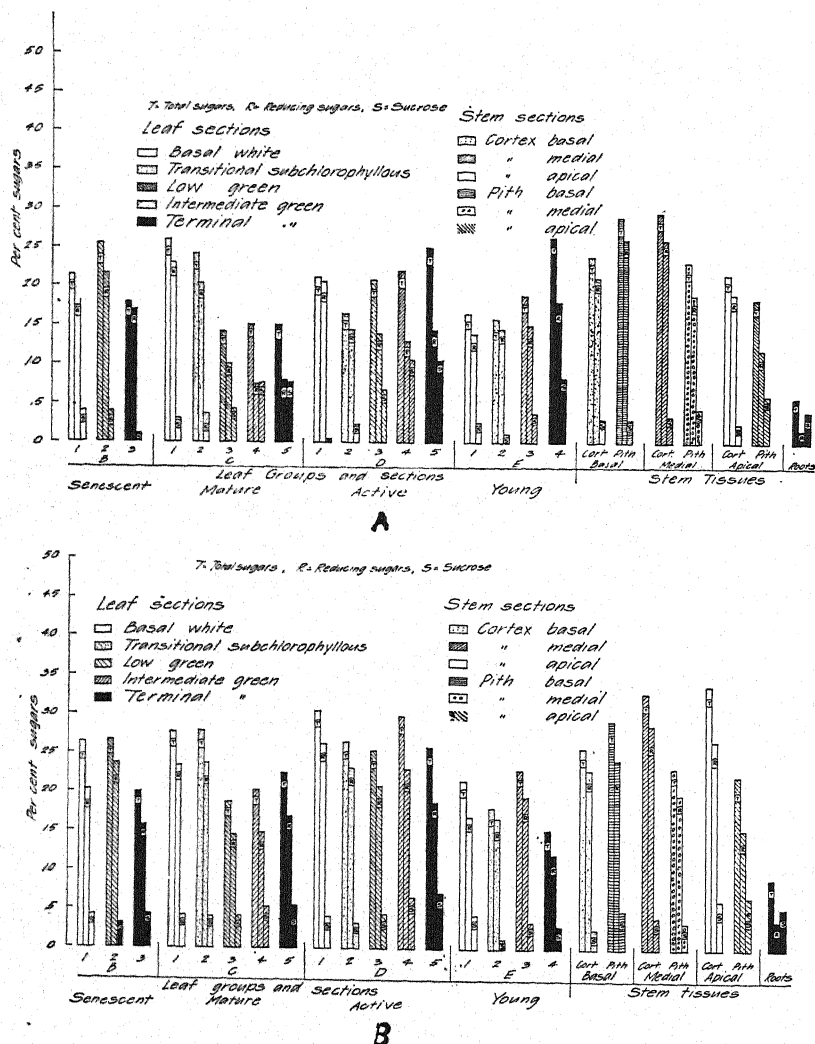 50
45
40
35
30
25
20
15
10
.5
0
Per cent sugars
T= Total sugars, R= Reducing sugars, S= Sucrose
Leaf sections
Basal white
Transitional subchlorophyllous
Low green
Intermediate green
Terminal "
Stem sections
Cortex basal
" medial
" apical
Pith basal
" medial
" apical
1 2 3 1 2 3 4 5 1 2 3 4 5 1 2 3 4
B C D E
Cort Pith Cort Pith Cort Pith
Basal Medial Apical Roots
Leaf Groups and sections
Senescent Mature Active Young Stem Tissues
A
50
45
40
35
30
25
20
15
10
5
0
Per cent sugars
T= Total sugars, R= Reducing sugars, S= Sucrose
Leaf sections
Basal white
Transitional subchlorophyllous
Low green
Intermediate green
Terminal "
Stem sections
Cortex basal
" medial
" apical
Pith basal
" medial
" apical
1 2 3 1 2 3 4 5 1 2 3 4 5 1 2 3 4
B C D E
Cort Pith Cort Pith Cort Pith
Basal Medial Apical Roots
Leaf groups and sections
Senescent Mature Active Young Stem tissues
B